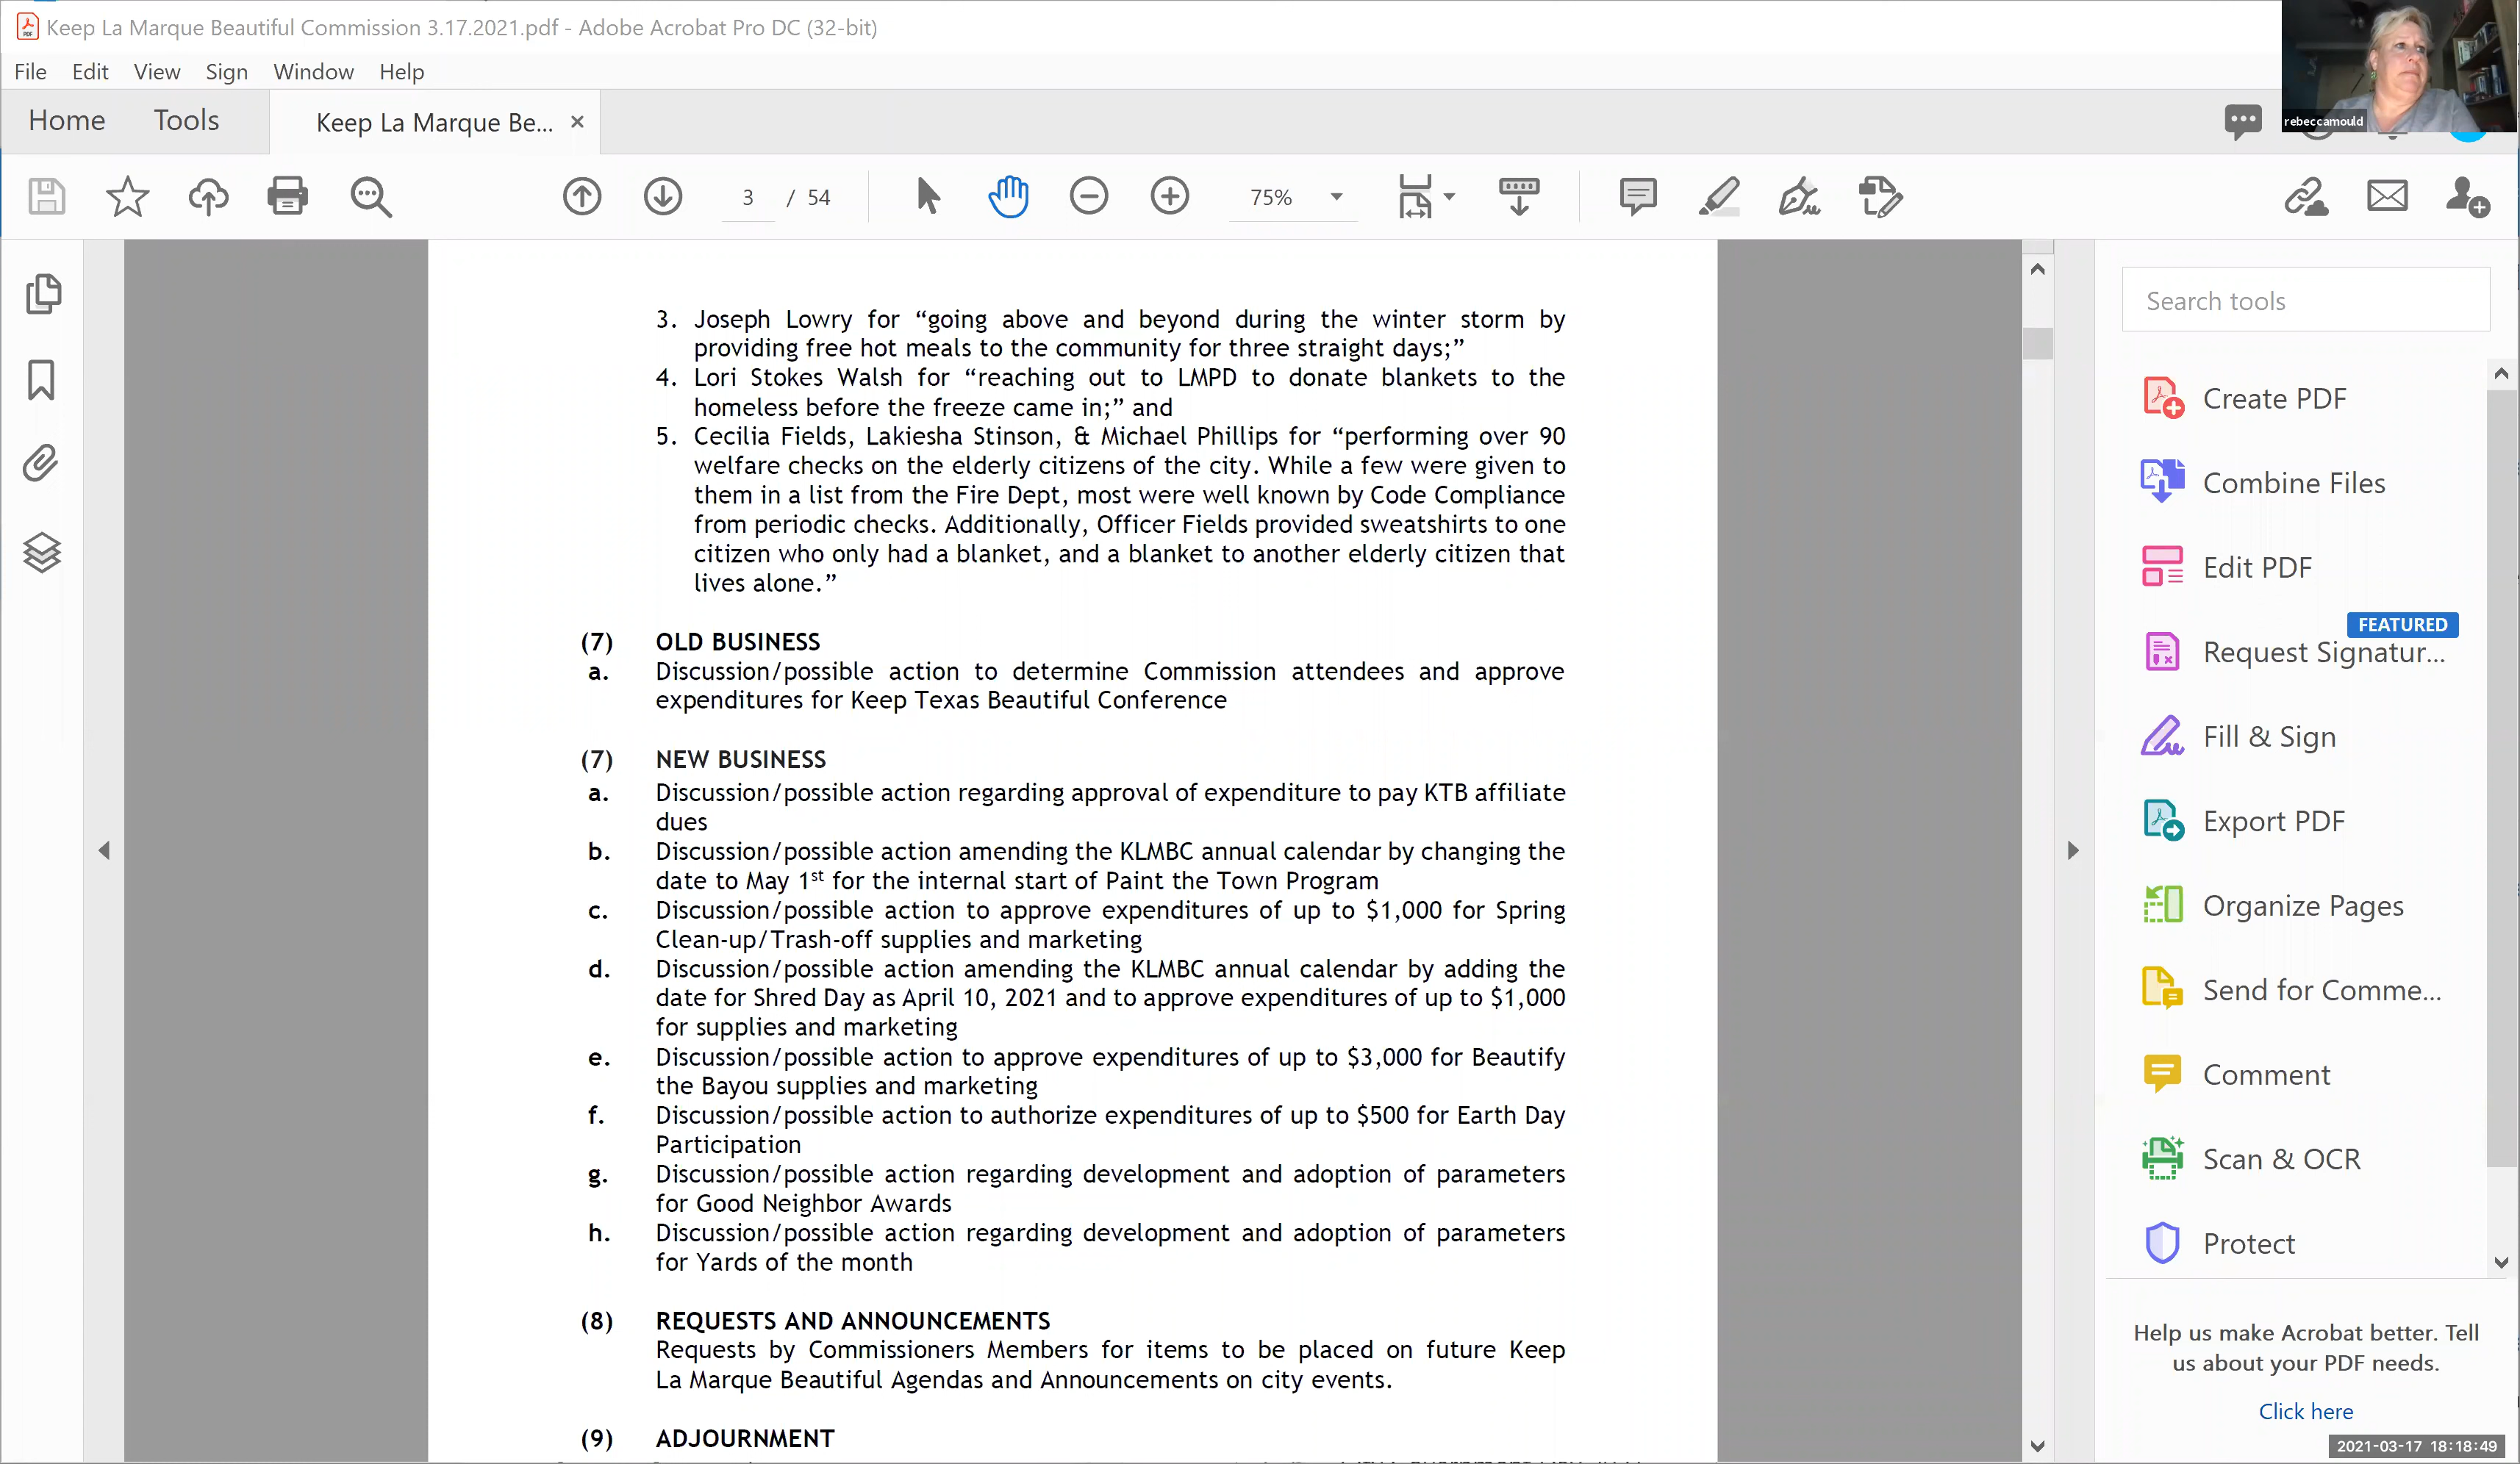 Keep La Marque Beautiful Commission 3.17.2021.pdf - Adobe Acrobat Pro DC (32-bit)
File Edit View Sign Window Help
Home Tools Keep La Marque Be... ×
rebeccamould
3 / 54 75%
Search tools
3. Joseph Lowry for “going above and beyond during the winter storm by
providing free hot meals to the community for three straight days;”
4. Lori Stokes Walsh for “reaching out to LMPD to donate blankets to the
homeless before the freeze came in;” and
5. Cecilia Fields, Lakiesha Stinson, & Michael Phillips for “performing over 90
welfare checks on the elderly citizens of the city. While a few were given to
them in a list from the Fire Dept, most were well known by Code Compliance
from periodic checks. Additionally, Officer Fields provided sweatshirts to one
citizen who only had a blanket, and a blanket to another elderly citizen that
lives alone.”
(7) OLD BUSINESS
a. Discussion/possible action to determine Commission attendees and approve
expenditures for Keep Texas Beautiful Conference
(7) NEW BUSINESS
a. Discussion/possible action regarding approval of expenditure to pay KTB affiliate
dues
b. Discussion/possible action amending the KLMBC annual calendar by changing the
date to May 1st for the internal start of Paint the Town Program
c. Discussion/possible action to approve expenditures of up to $1,000 for Spring
Clean-up/Trash-off supplies and marketing
d. Discussion/possible action amending the KLMBC annual calendar by adding the
date for Shred Day as April 10, 2021 and to approve expenditures of up to $1,000
for supplies and marketing
e. Discussion/possible action to approve expenditures of up to $3,000 for Beautify
the Bayou supplies and marketing
f. Discussion/possible action to authorize expenditures of up to $500 for Earth Day
Participation
g. Discussion/possible action regarding development and adoption of parameters
for Good Neighbor Awards
h. Discussion/possible action regarding development and adoption of parameters
for Yards of the month
(8) REQUESTS AND ANNOUNCEMENTS
Requests by Commissioners Members for items to be placed on future Keep
La Marque Beautiful Agendas and Announcements on city events.
(9) ADJOURNMENT
Create PDF
Combine Files
Edit PDF
FEATURED
Request Signatur...
Fill & Sign
Export PDF
Organize Pages
Send for Comme...
Comment
Scan & OCR
Protect
Help us make Acrobat better. Tell
us about your PDF needs.
Click here
2021-03-17 18:18:49